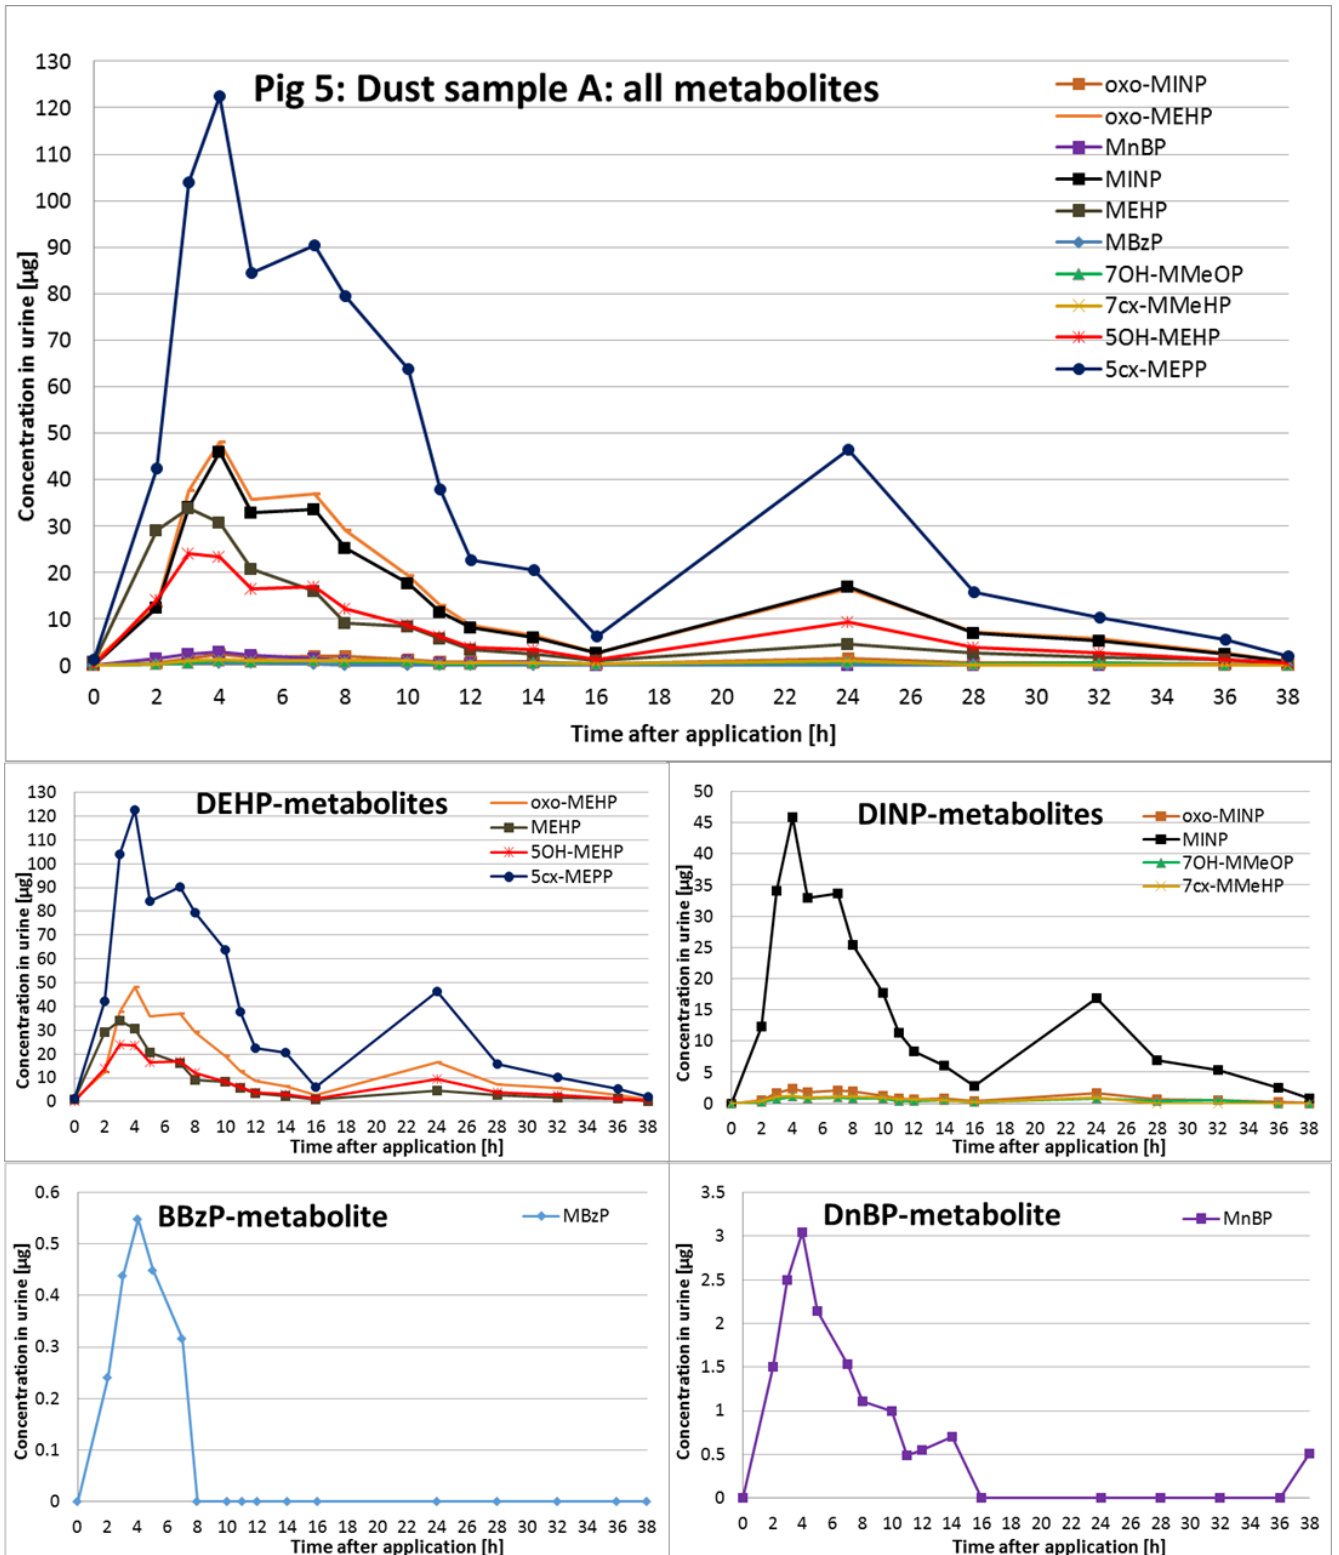 Pig 5: Dust sample A: all metabolites
Concentration in urine [µg]
130
120
110
100
90
80
70
60
50
40
30
20
10
0
oxo-MINP
oxo-MEHP
MnBP
MINP
MEHP
MBzP
7OH-MMeOP
7cx-MMeHP
5OH-MEHP
5cx-MEPP
0 2 4 6 8 10 12 14 16 18 20 22 24 26 28 30 32 34 36 38
Time after application [h]
DEHP-metabolites
Concentration in urine [µg]
130
120
110
100
90
80
70
60
50
40
30
20
10
0
oxo-MEHP
MEHP
5OH-MEHP
5cx-MEPP
0 2 4 6 8 10 12 14 16 18 20 22 24 26 28 30 32 34 36 38
Time after application [h]
DINP-metabolites
Concentration in urine [µg]
50
45
40
35
30
25
20
15
10
5
0
oxo-MINP
MINP
7OH-MMeOP
7cx-MMeHP
0 2 4 6 8 10 12 14 16 18 20 22 24 26 28 30 32 34 36 38
Time after application [h]
BBzP-metabolite
Concentration in urine [µg]
0.6
0.5
0.4
0.3
0.2
0.1
0
MBzP
0 2 4 6 8 10 12 14 16 18 20 22 24 26 28 30 32 34 36 38
Time after application [h]
DnBP-metabolite
Concentration in urine [µg]
3.5
3
2.5
2
1.5
1
0.5
0
MnBP
0 2 4 6 8 10 12 14 16 18 20 22 24 26 28 30 32 34 36 38
Time after application [h]